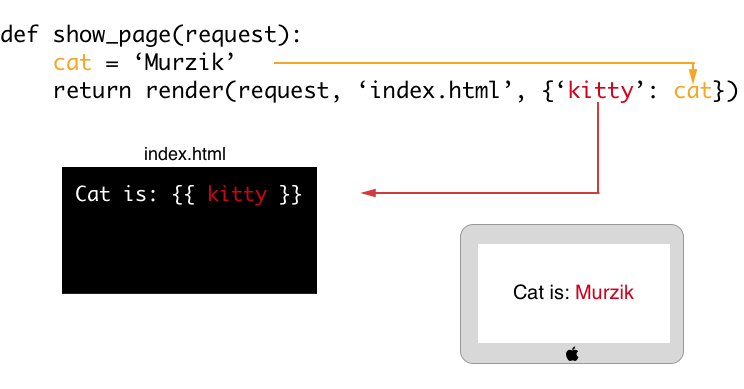 def show_page(request):
    cat = ‘Murzik’
    return render(request, ‘index.html’, {‘kitty’: cat})
index.html
Cat is: {{ kitty }}
Cat is: Murzik